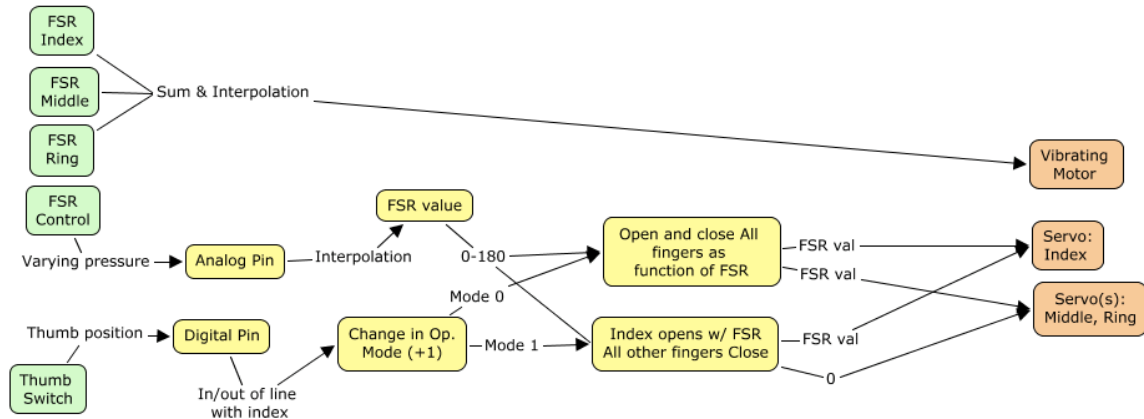 FSR
Index
FSR
Middle
Sum & Interpolation
FSR
Ring
Vibrating
Motor
FSR
Control
FSR value
Varying pressure
Analog Pin
Interpolation
0-180
Open and close All
fingers as
function of FSR
FSR val
FSR val
Servo:
Index
Mode 0
Servo(s):
Middle, Ring
Thumb position
Digital Pin
Change in Op.
Mode (+1)
Mode 1
Index opens w/ FSR
All other fingers Close
FSR val
0
Thumb
Switch
In/out of line
with index